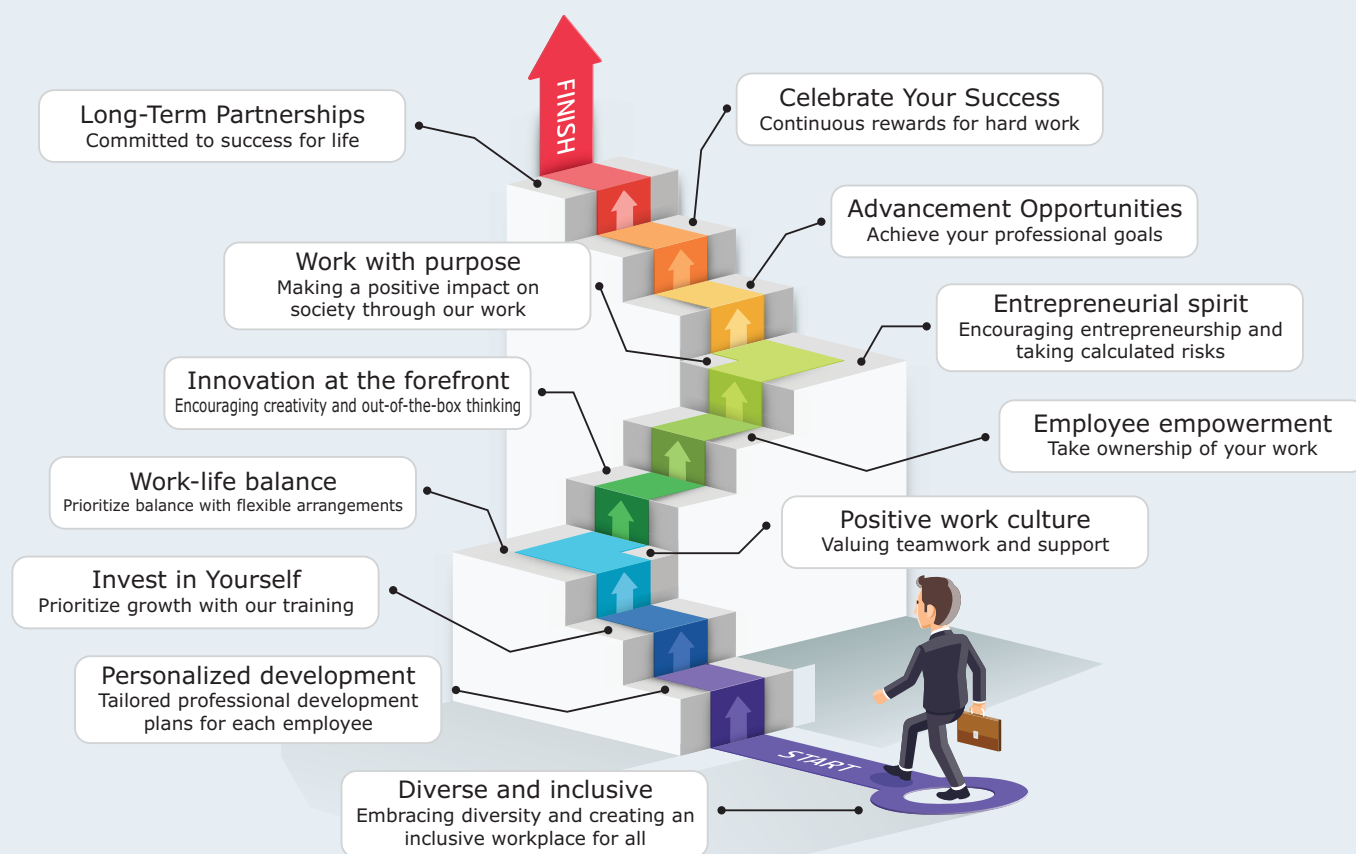 FINISH
Long-Term Partnerships
Committed to success for life
Celebrate Your Success
Continuous rewards for hard work
Advancement Opportunities
Achieve your professional goals
Work with purpose
Making a positive impact on
society through our work
Entrepreneurial spirit
Encouraging entrepreneurship and
taking calculated risks
Innovation at the forefront
Encouraging creativity and out-of-the-box thinking
Employee empowerment
Take ownership of your work
Work-life balance
Prioritize balance with flexible arrangements
Positive work culture
Valuing teamwork and support
Invest in Yourself
Prioritize growth with our training
Personalized development
Tailored professional development
plans for each employee
START
Diverse and inclusive
Embracing diversity and creating an
inclusive workplace for all